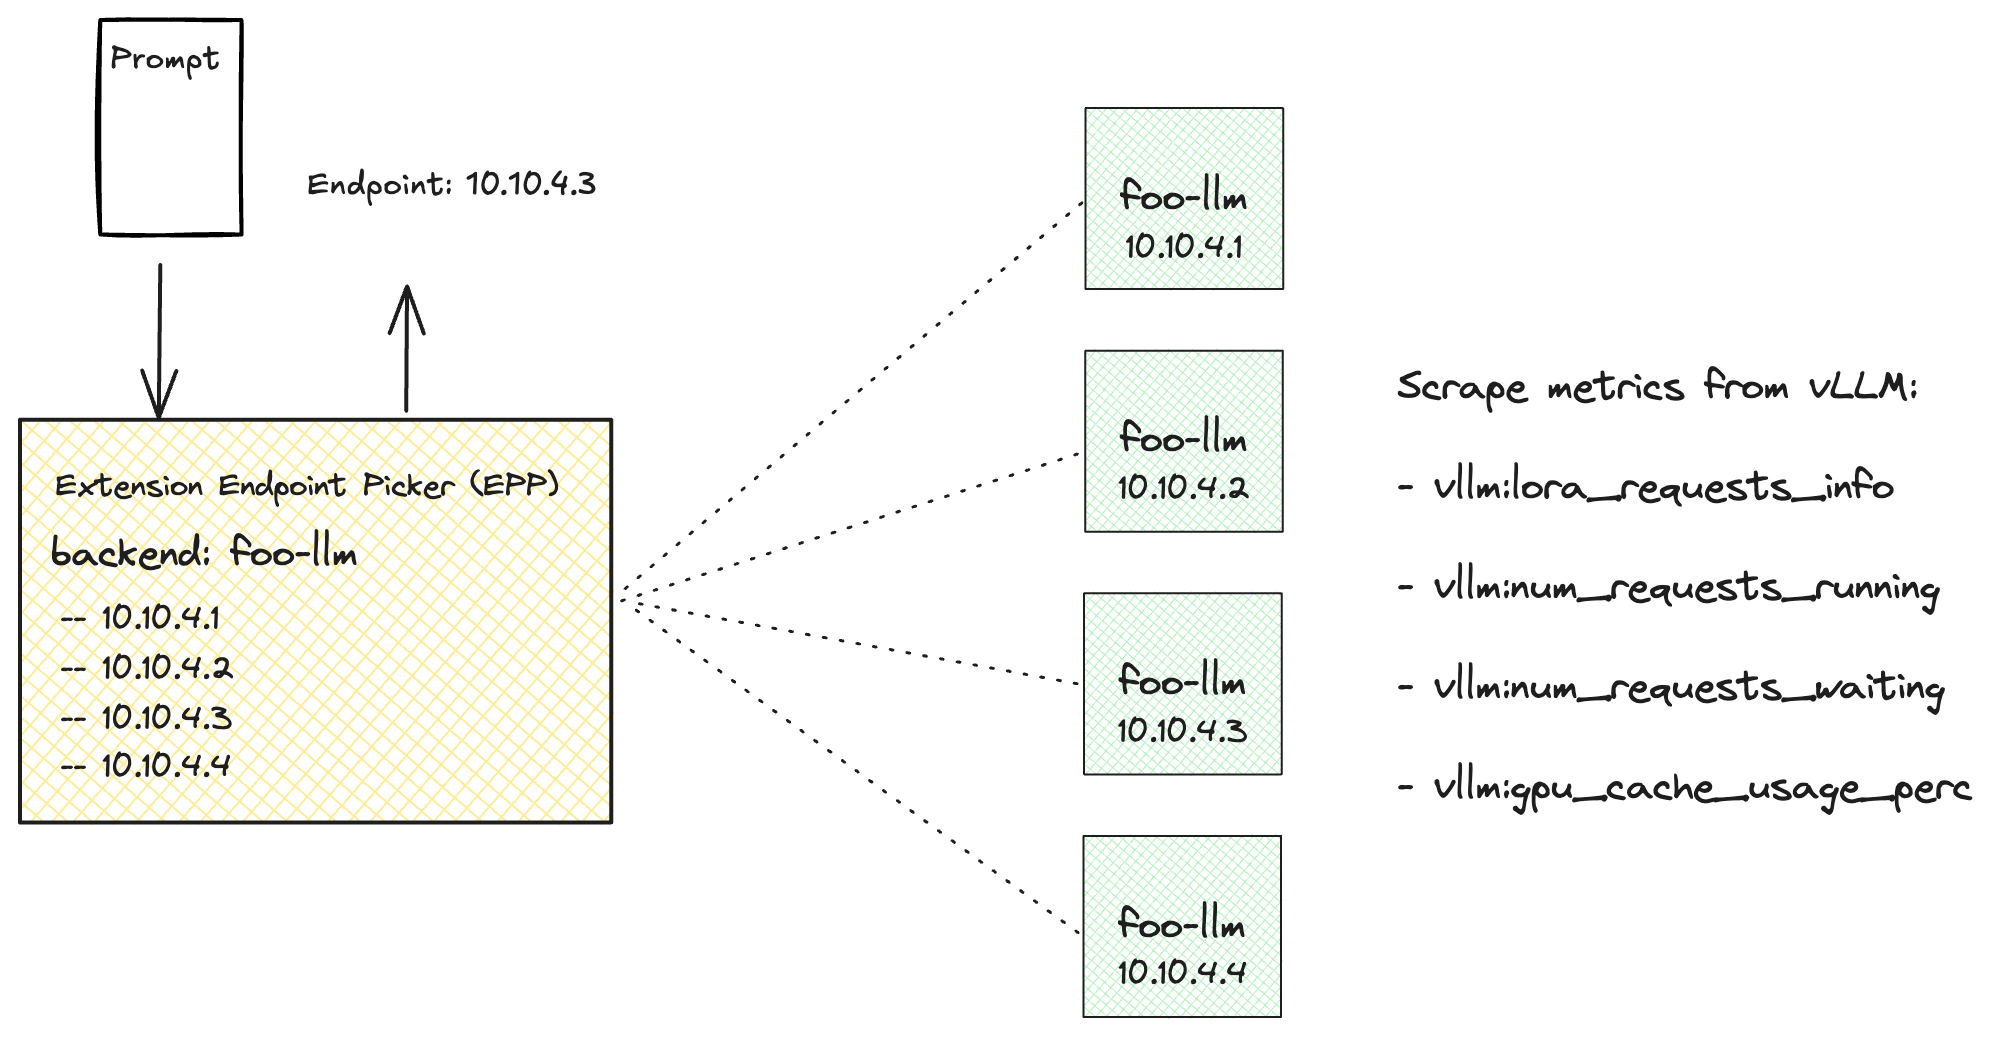 Prompt
Endpoint: 10.10.4.3
Extension Endpoint Picker (EPP)
backend: foo-llm
-- 10.10.4.1
-- 10.10.4.2
-- 10.10.4.3
-- 10.10.4.4
foo-llm
10.10.4.1
foo-llm
10.10.4.2
foo-llm
10.10.4.3
foo-llm
10.10.4.4
Scrape metrics from vLLM:
- vllm:lora_requests_info
- vllm:num_requests_running
- vllm:num_requests_waiting
- vllm:gpu_cache_usage_perc